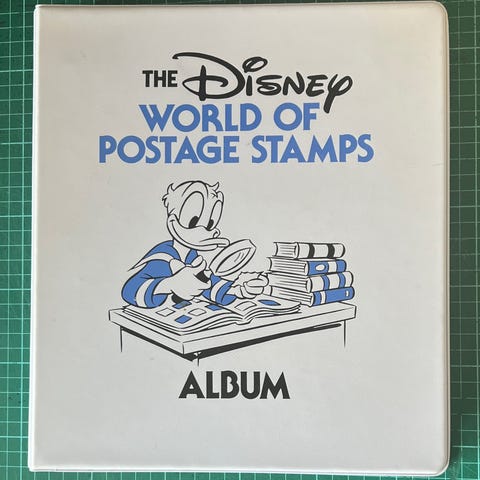 THE Disney
WORLD OF
POSTAGE STAMPS
ALBUM